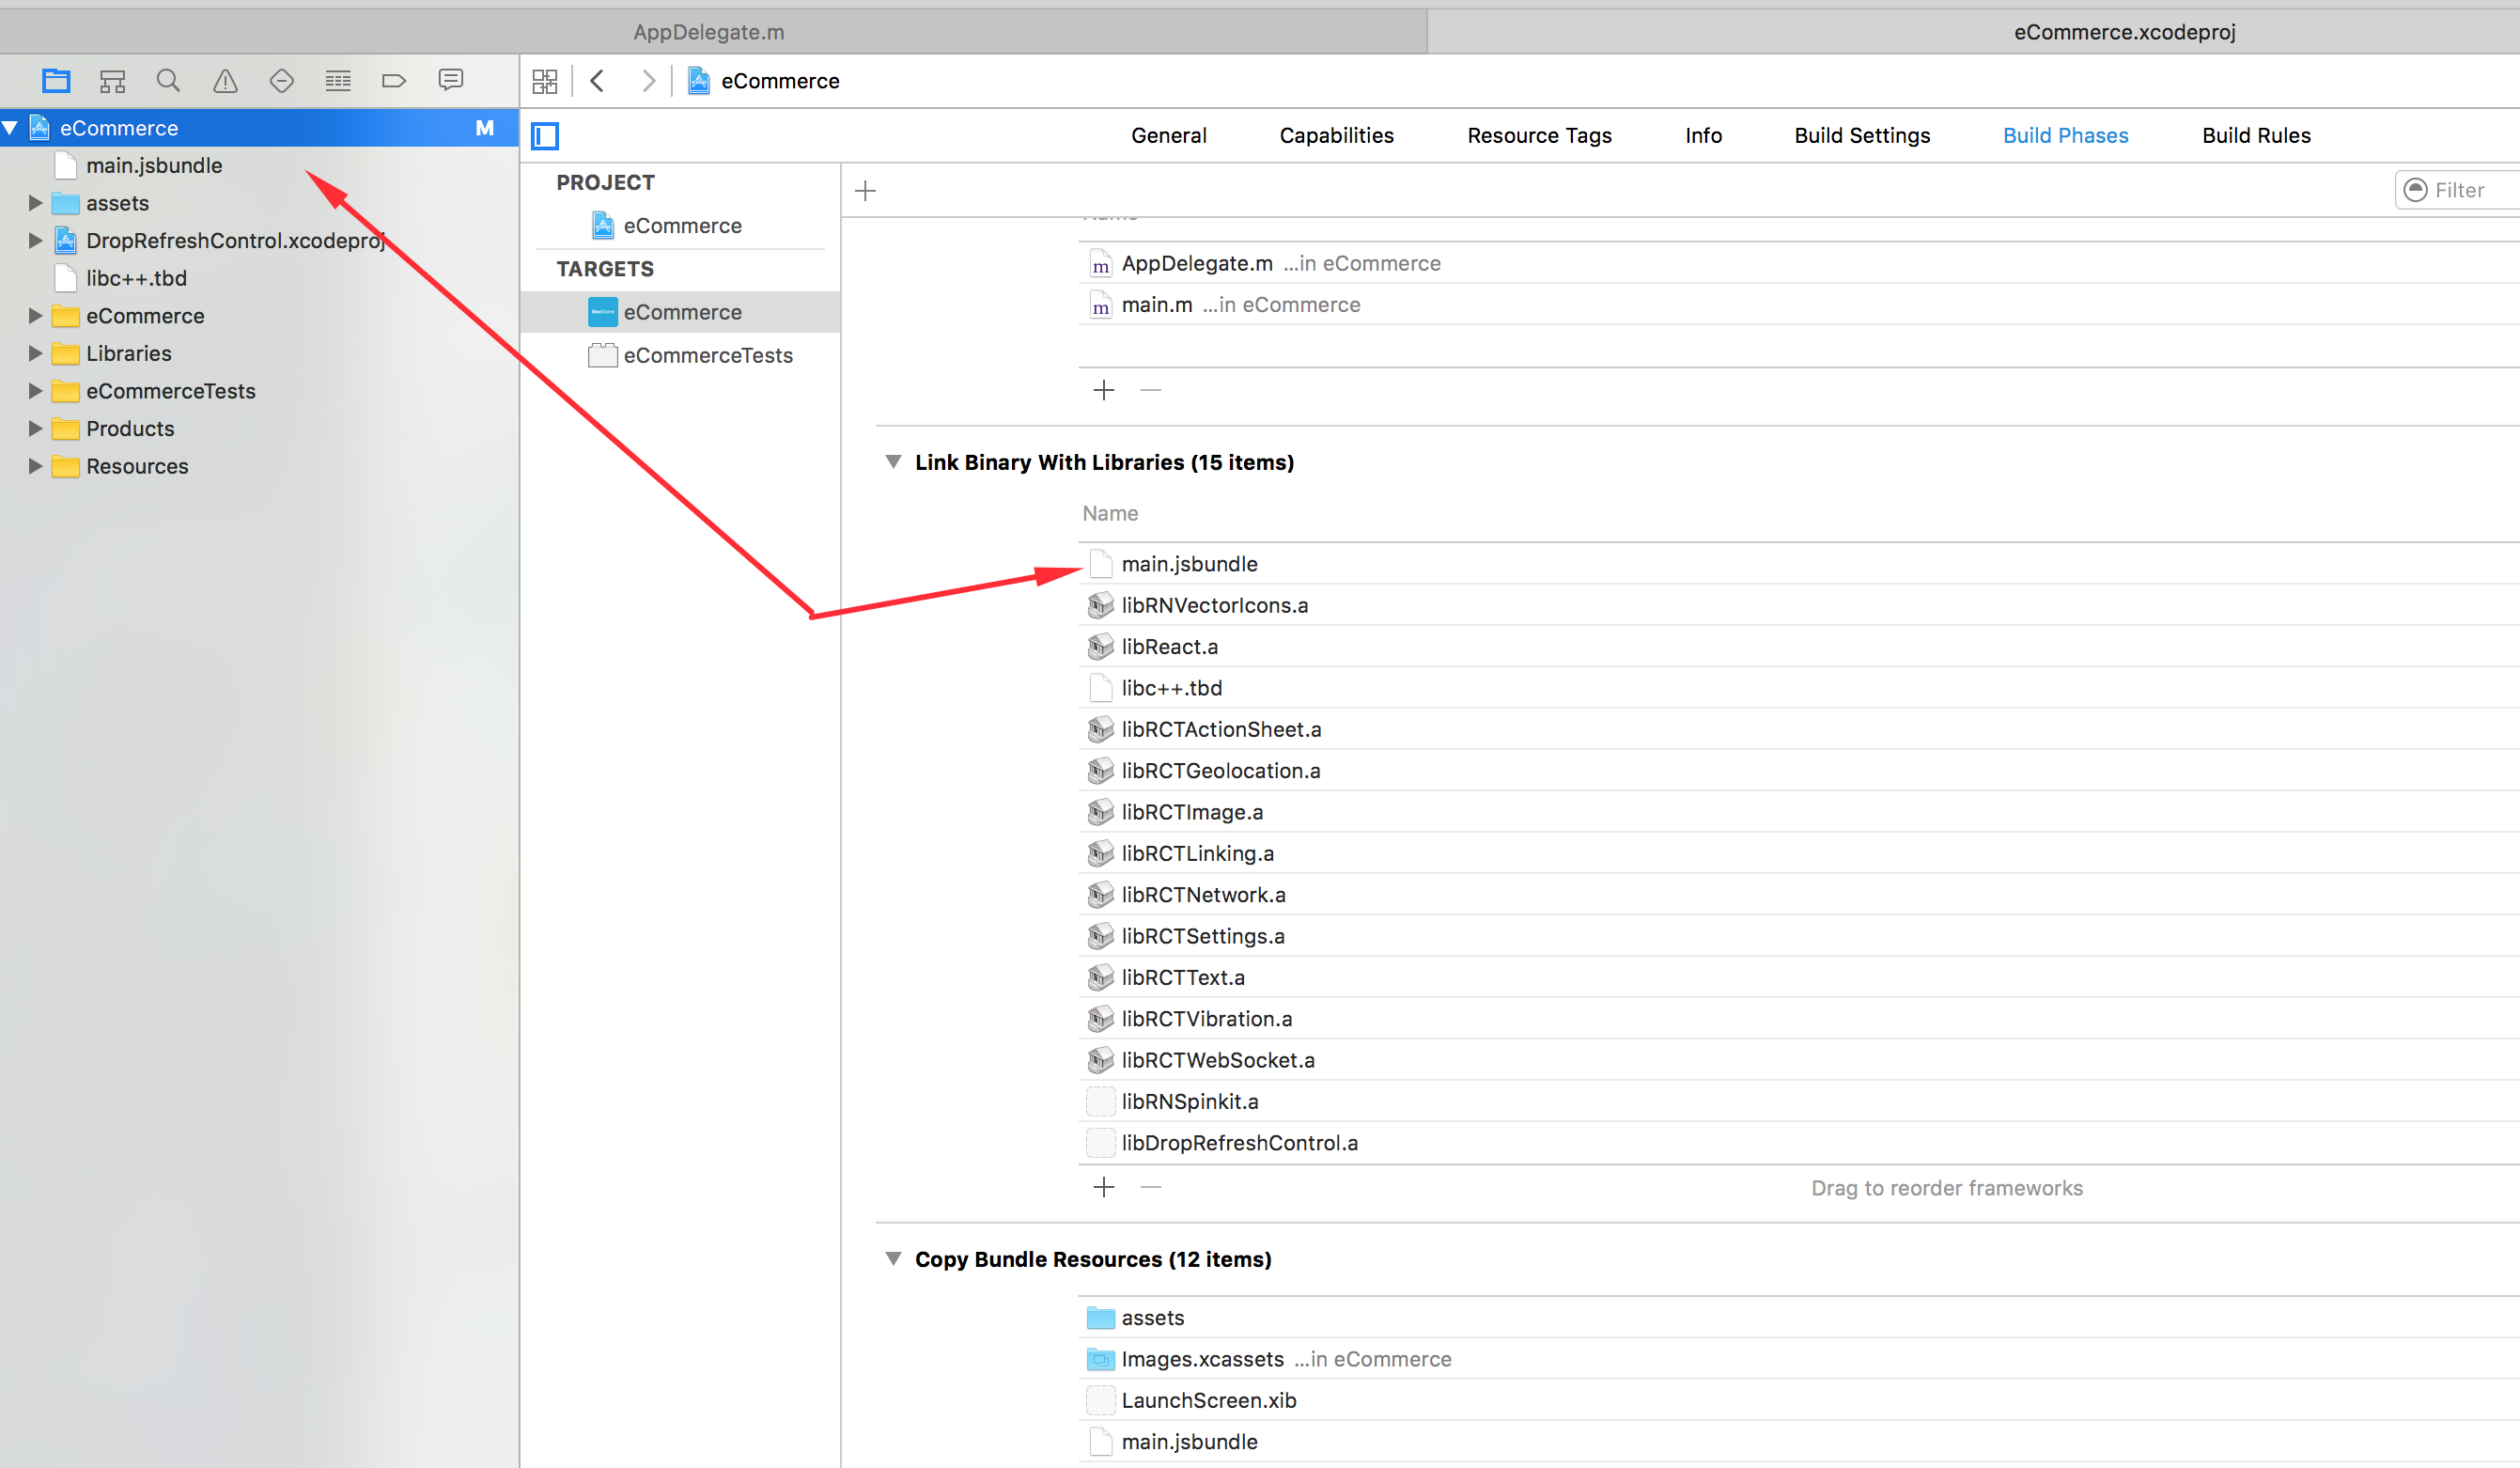 AppDelegate.m
eCommerce.xcodeproj
eCommerce
eCommerce M
General Capabilities Resource Tags Info Build Settings Build Phases Build Rules
main.jsbundle
assets
DropRefreshControl.xcodeproj
libc++.tbd
eCommerce
Libraries
eCommerceTests
Products
Resources
PROJECT
eCommerce
TARGETS
eCommerce
eCommerceTests
Filter
Name
AppDelegate.m ...in eCommerce
main.m ...in eCommerce
Link Binary With Libraries (15 items)
Name
main.jsbundle
libRNVectorIcons.a
libReact.a
libc++.tbd
libRCTActionSheet.a
libRCTGeolocation.a
libRCTImage.a
libRCTLinking.a
libRCTNetwork.a
libRCTSettings.a
libRCTText.a
libRCTVibration.a
libRCTWebSocket.a
libRNSpinkit.a
libDropRefreshControl.a
Drag to reorder frameworks
Copy Bundle Resources (12 items)
assets
Images.xcassets ...in eCommerce
LaunchScreen.xib
main.jsbundle